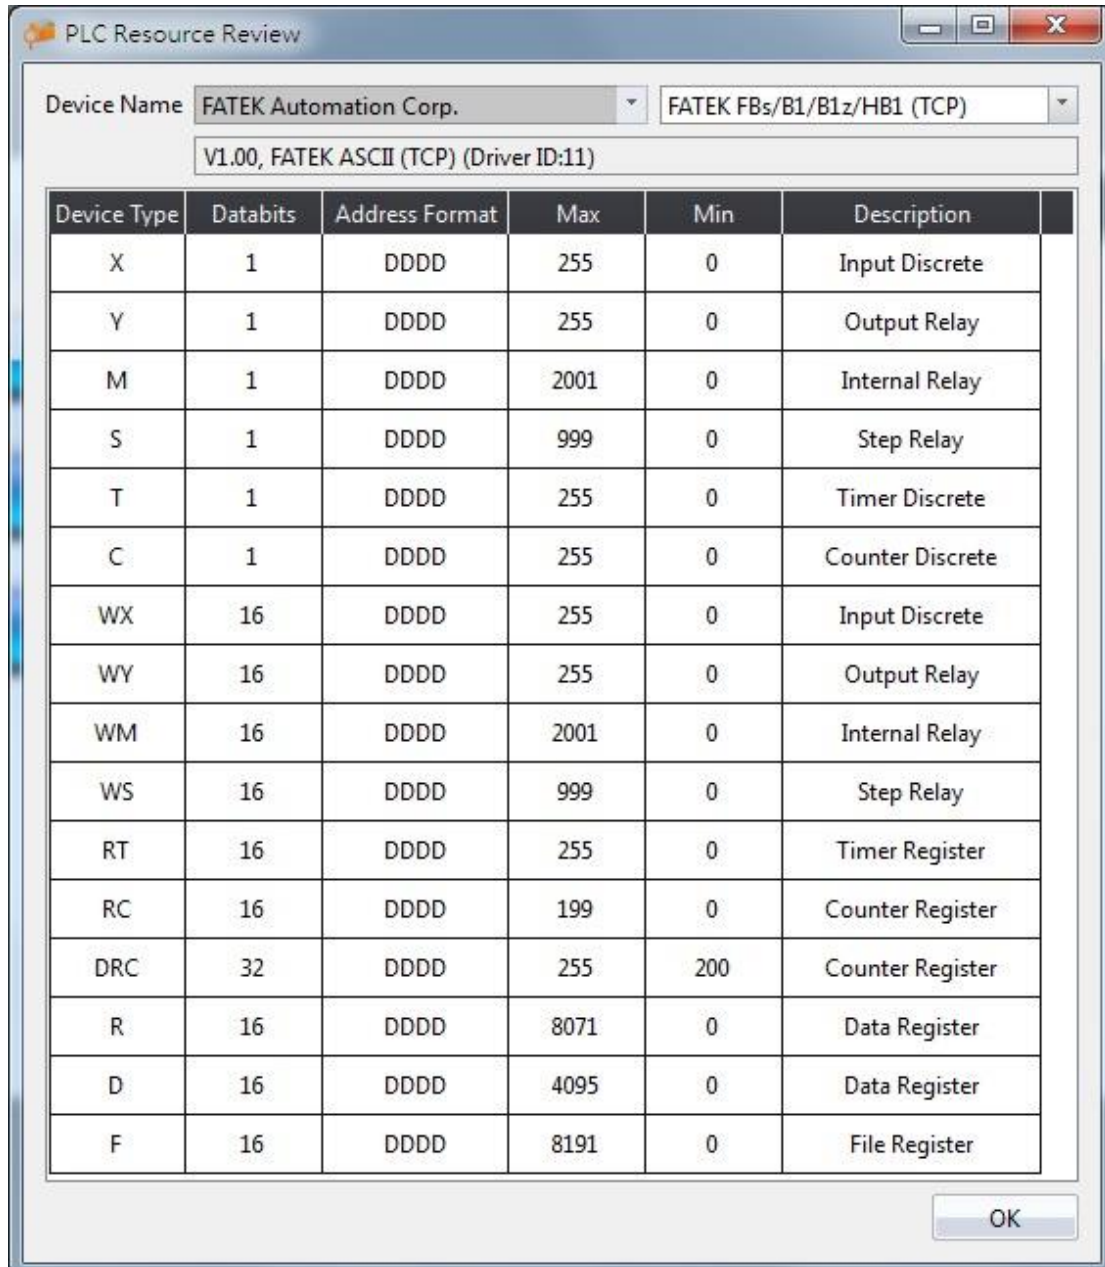 PLC Resource Review
Device Name FATEK Automation Corp. FATEK FBs/B1/B1z/HB1 (TCP)
V1.00, FATEK ASCII (TCP) (Driver ID:11)
Device Type Databits Address Format Max Min Description
X 1 DDDD 255 0 Input Discrete
Y 1 DDDD 255 0 Output Relay
M 1 DDDD 2001 0 Internal Relay
S 1 DDDD 999 0 Step Relay
T 1 DDDD 255 0 Timer Discrete
C 1 DDDD 255 0 Counter Discrete
WX 16 DDDD 255 0 Input Discrete
WY 16 DDDD 255 0 Output Relay
WM 16 DDDD 2001 0 Internal Relay
WS 16 DDDD 999 0 Step Relay
RT 16 DDDD 255 0 Timer Register
RC 16 DDDD 199 0 Counter Register
DRC 32 DDDD 255 200 Counter Register
R 16 DDDD 8071 0 Data Register
D 16 DDDD 4095 0 Data Register
F 16 DDDD 8191 0 File Register
OK